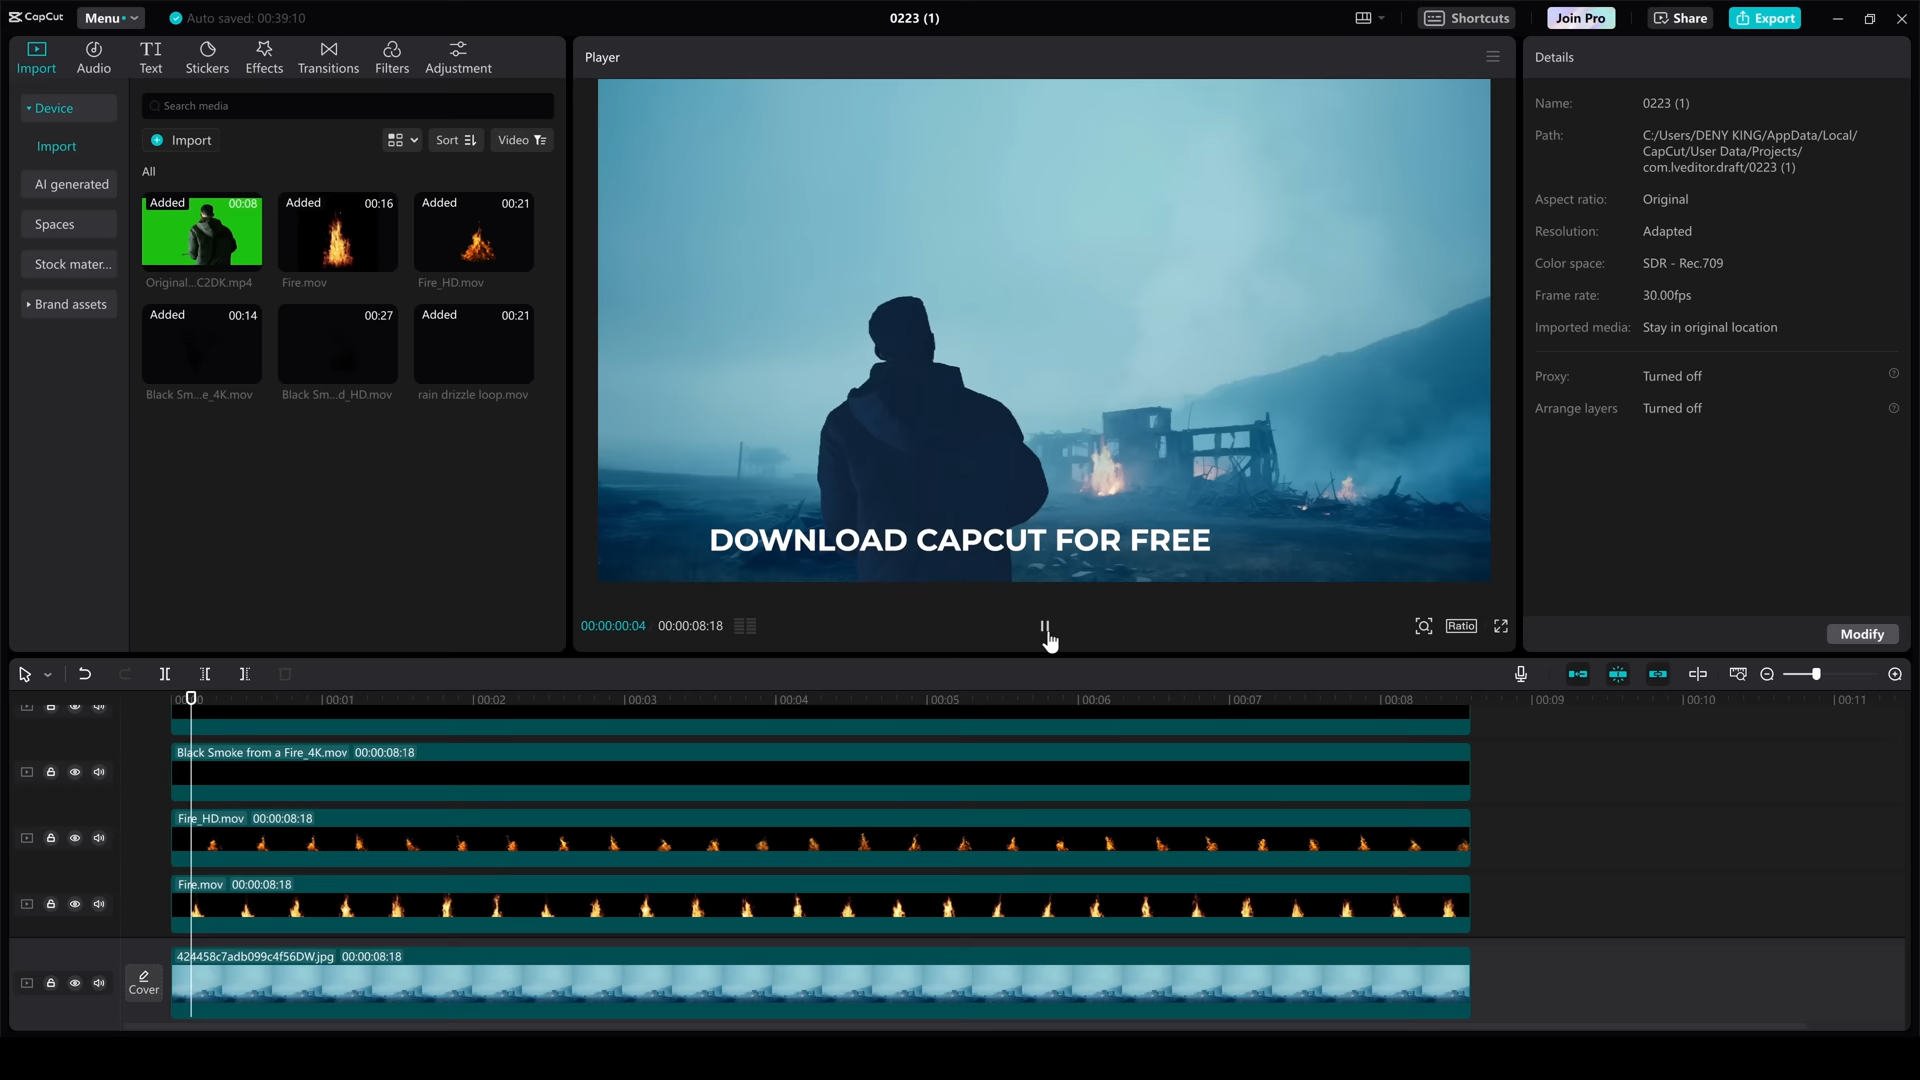 CapCut
Menu
Auto saved: 00:39:10
0223 (1)
Shortcuts
Join Pro
Share
Export
Import
Audio
TI
Text
Stickers
Effects
Transitions
Filters
Adjustment
Device
Import
AI generated
Spaces
Stock mater...
Brand assets
Search media
Import
Sort
Video
All
Added 00:08
Original...C2DK.mp4
Added 00:16
Fire.mov
Added 00:21
Fire_HD.mov
Added 00:14
Black Sm...e_4K.mov
00:27
Black Sm...d_HD.mov
Added 00:21
rain drizzle loop.mov
Player
DOWNLOAD CAPCUT FOR FREE
00:00:00:04 00:00:08:18
Ratio
Details
Name: 0223 (1)
Path: C:/Users/DENY KING/AppData/Local/
CapCut/User Data/Projects/
com.lveditor.draft/0223 (1)
Aspect ratio: Original
Resolution: Adapted
Color space: SDR - Rec.709
Frame rate: 30.00fps
Imported media: Stay in original location
Proxy: Turned off
Arrange layers Turned off
Modify
00:00 00:01 00:02 00:03 00:04 00:05 00:06 00:07 00:08 00:09 00:10 00:11
Black Smoke from a Fire_4K.mov 00:00:08:18
Fire_HD.mov 00:00:08:18
Fire.mov 00:00:08:18
424458c7adb099c4f56DW.jpg 00:00:08:18
Cover